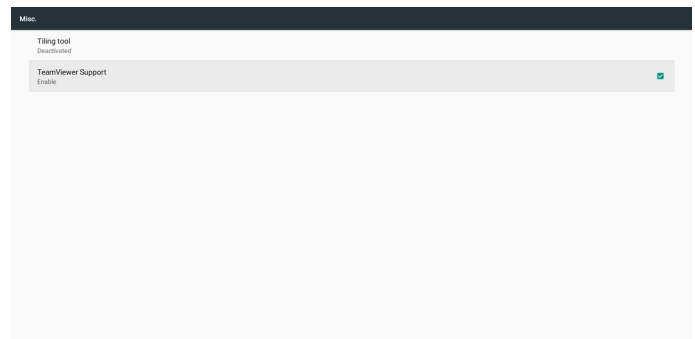 Misc.
Tiling tool
Deactivated
TeamViewer Support
Enable